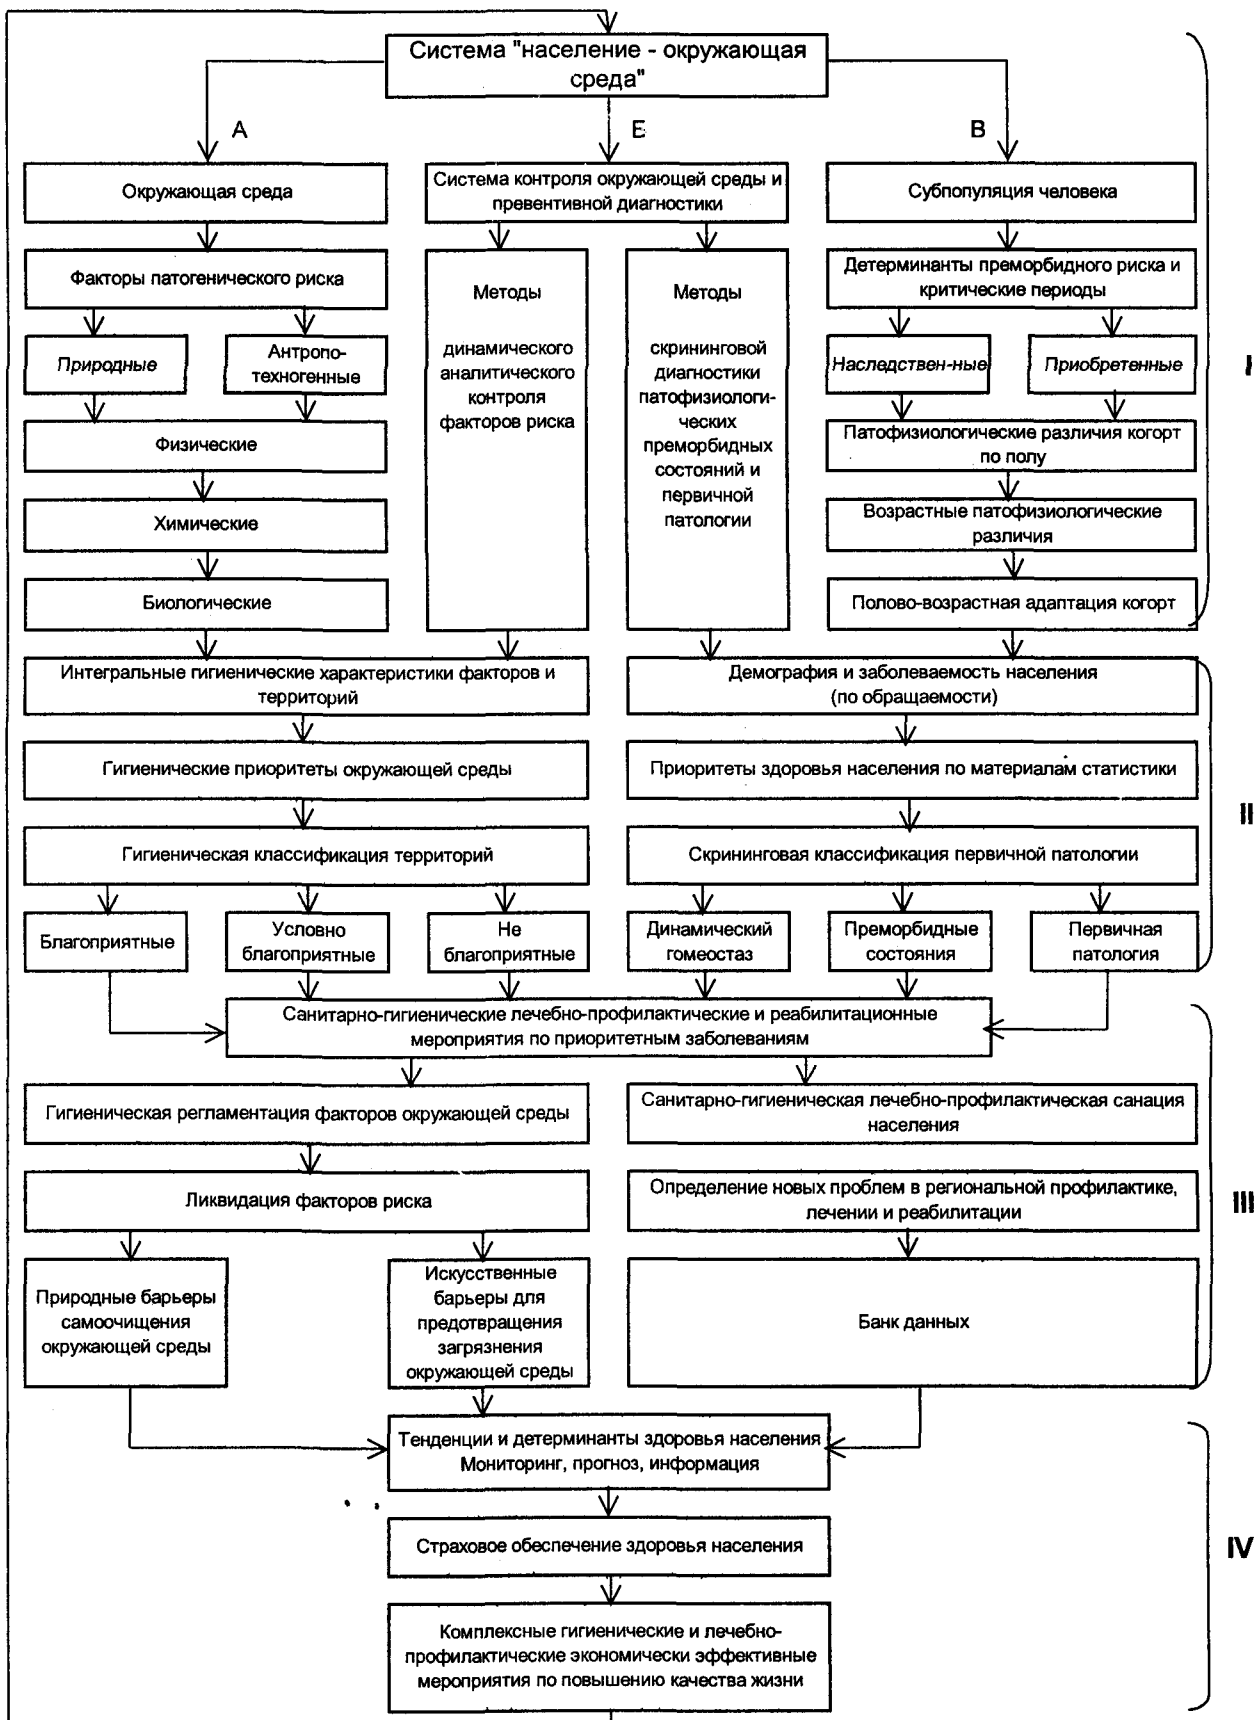 Система "население - окружающая
среда"
А
Е
В
Окружающая среда
Система контроля окружающей среды и
превентивной диагностики
Субпопуляция человека
Факторы патогенического риска
Методы
динамического
аналитического
контроля
факторов риска
Методы
скрининговой
диагностики
патофизиологи-
ческих
преморбидных
состояний и
первичной
патологии
Детерминанты преморбидного риска и
критические периоды
Природные
Антропо-
техногенные
Наследствен-ные
Приобретенные
I
Физические
Патофизиологические различия когорт
по полу
Химические
Возрастные патофизиологические
различия
Биологические
Полово-возрастная адаптация когорт
Интегральные гигиенические характеристики факторов и
территорий
Демография и заболеваемость населения
(по обращаемости)
Гигиенические приоритеты окружающей среды
Приоритеты здоровья населения по материалам статистики
II
Гигиеническая классификация территорий
Скрининговая классификация первичной патологии
Благоприятные
Условно
благоприятные
Не
благоприятные
Динамический
гомеостаз
Преморбидные
состояния
Первичная
патология
Санитарно-гигиенические лечебно-профилактические и реабилитационные
мероприятия по приоритетным заболеваниям
Гигиеническая регламентация факторов окружающей среды
Санитарно-гигиеническая лечебно-профилактическая санация
населения
Ликвидация факторов риска
Определение новых проблем в региональной профилактике,
лечении и реабилитации
III
Природные барьеры
самоочищения
окружающей среды
Искусственные
барьеры для
предотвращения
загрязнения
окружающей среды
Банк данных
Тенденции и детерминанты здоровья населения
Мониторинг, прогноз, информация
Страховое обеспечение здоровья населения
IV
Комплексные гигиенические и лечебно-
профилактические экономически эффективные
мероприятия по повышению качества жизни